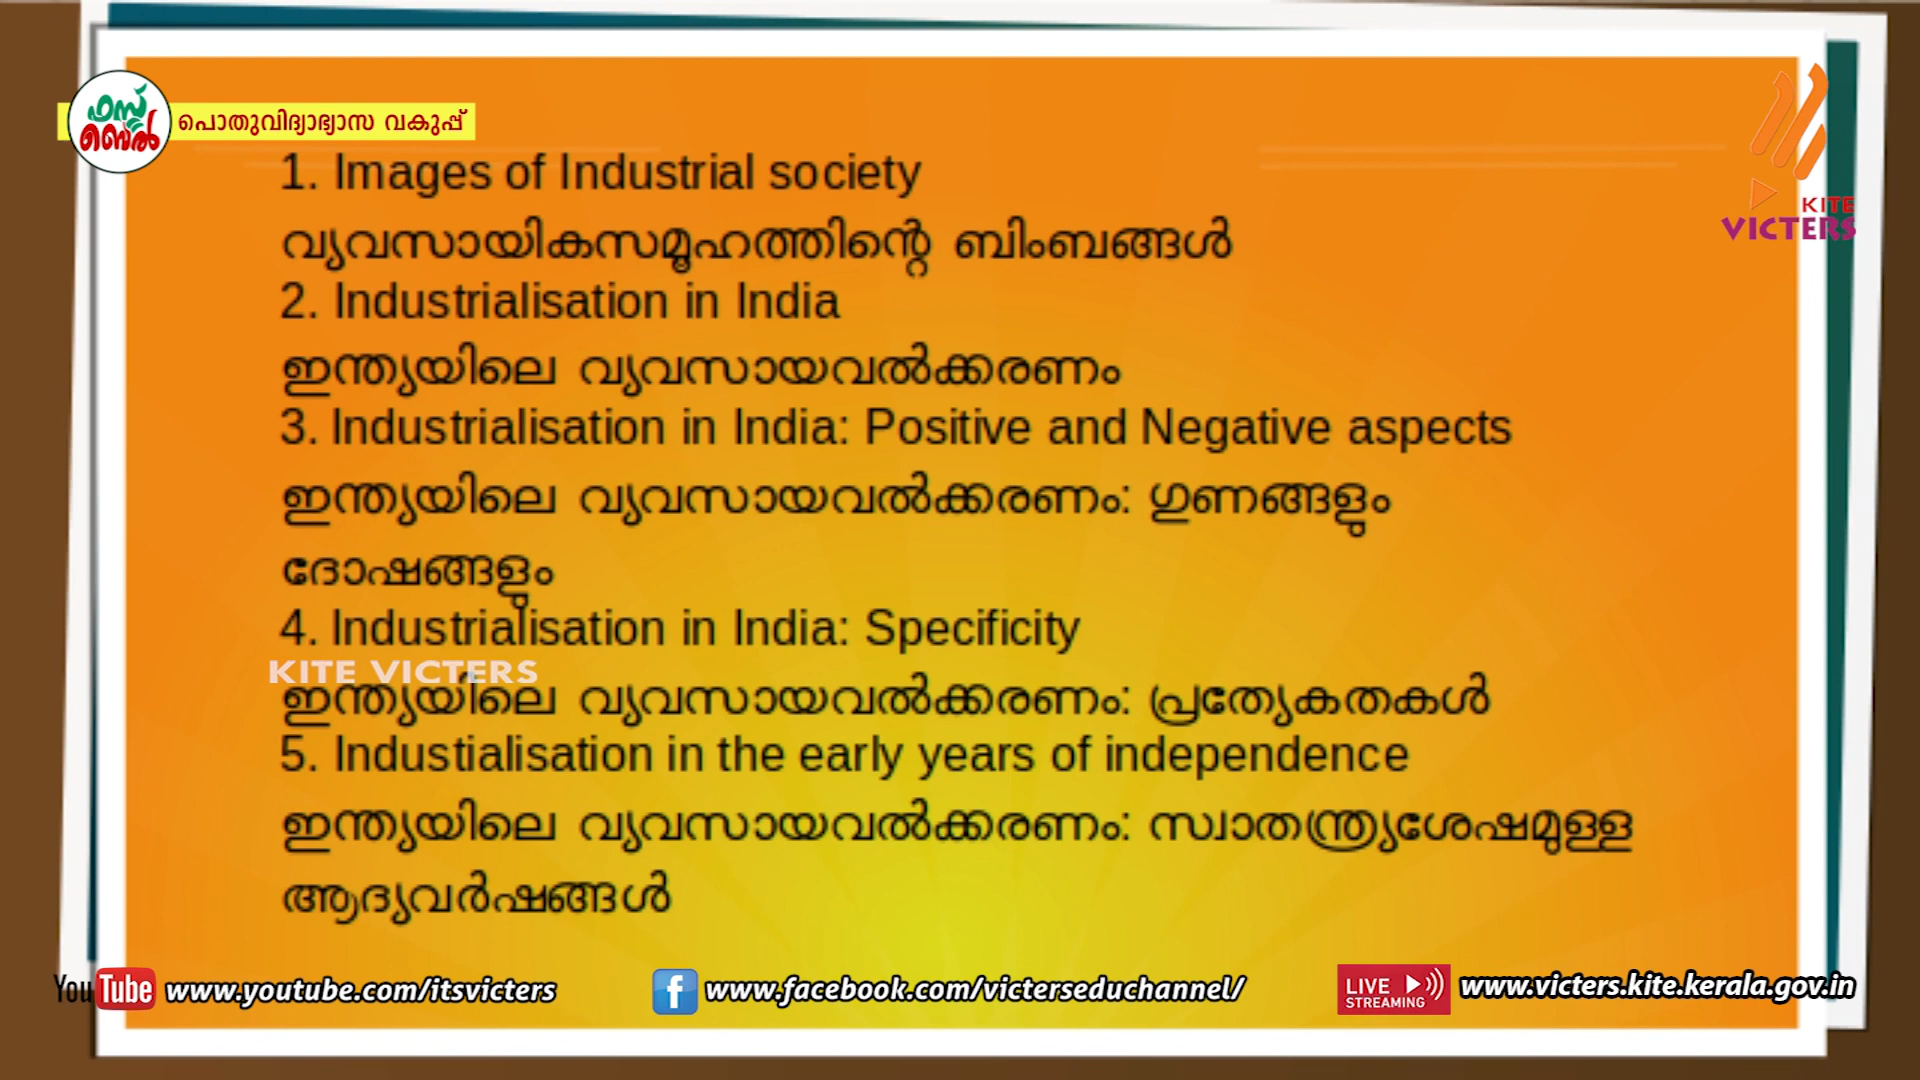 ഫസ്റ്റ്
ബെൽ
പൊതുവിദ്യാഭ്യാസ വകുപ്പ്
KITE
VICTERS
1. Images of Industrial society
വ്യവസായികസമൂഹത്തിന്റെ ബിംബങ്ങൾ
2. Industrialisation in India
ഇന്ത്യയിലെ വ്യവസായവൽക്കരണം
3. Industrialisation in India: Positive and Negative aspects
ഇന്ത്യയിലെ വ്യവസായവൽക്കരണം: ഗുണങ്ങളും
ദോഷങ്ങളും
4. Industrialisation in India: Specificity
KITE VICTERS
ഇന്ത്യയിലെ വ്യവസായവൽക്കരണം: പ്രത്യേകതകൾ
5. Industialisation in the early years of independence
ഇന്ത്യയിലെ വ്യവസായവൽക്കരണം: സ്വാതന്ത്ര്യശേഷമുള്ള
ആദ്യവർഷങ്ങൾ
You Tube www.youtube.com/itsvicters
f www.facebook.com/victerseduchannel/
LIVE STREAMING www.victers.kite.kerala.gov.in